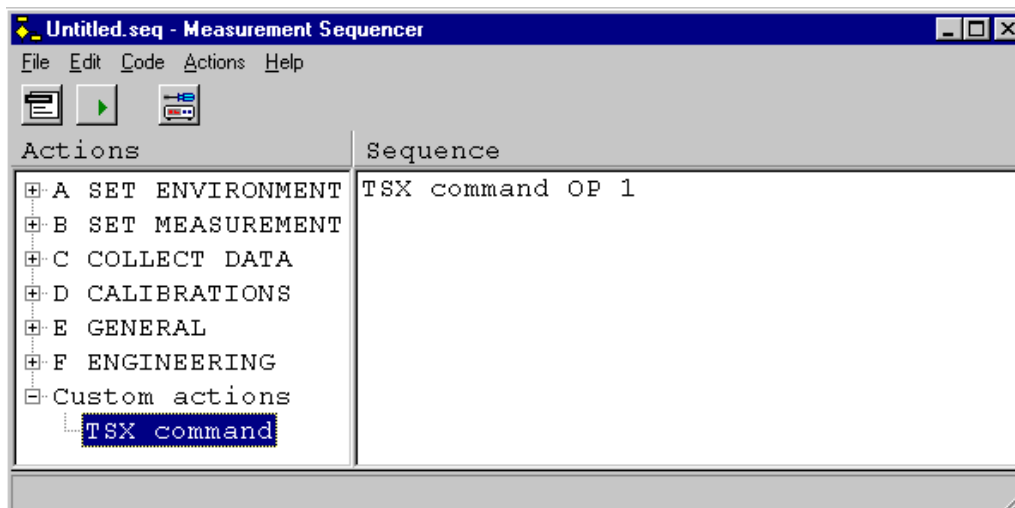 Untitled.seq - Measurement Sequencer
File Edit Code Actions Help
Actions
Sequence
A SET ENVIRONMENT
B SET MEASUREMENT
C COLLECT DATA
D CALIBRATIONS
E GENERAL
F ENGINEERING
Custom actions
TSX command
TSX command OP 1